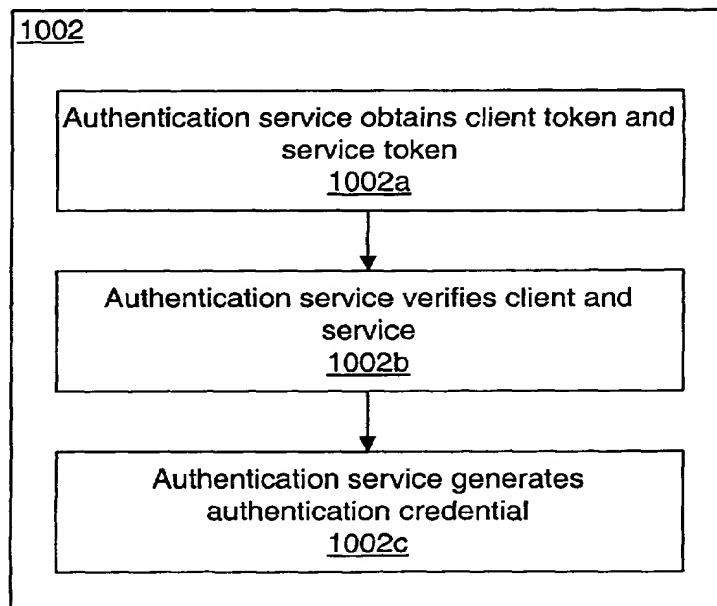 1002
Authentication service obtains client token and
service token
1002a
Authentication service verifies client and
service
1002b
Authentication service generates
authentication credential
1002c